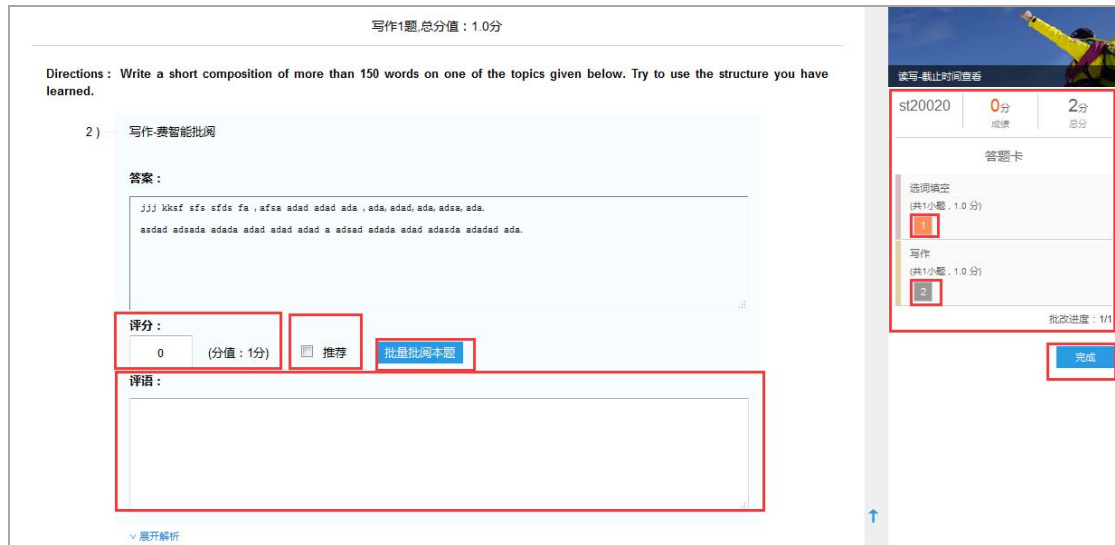 写作1题,总分值：1.0分
Directions： Write a short composition of more than 150 words on one of the topics given below. Try to use the structure you have
learned.
2） 写作-费智能批阅
答案：
jjj kksf sfs sfds fa , afsa adad adad ada , ada, adad, ada, adsa, ada.
asdad adsada adada adad adad adad a adsad adada adad adasda adadad ada.
评分：
0 (分值：1分) 推荐 批量批阅本题
评语：
∨ 展开解析
读写-截止时间查看
st20020 0分 2分
成绩 总分
答题卡
选词填空
(共1小题 , 1.0 分)
1
写作
(共1小题 , 1.0 分)
2
批改进度：1/1
完成